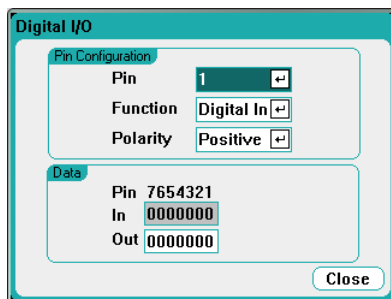 Digital I/O
Pin Configuration
Pin 1
Function Digital In
Polarity Positive
Data
Pin 7654321
In 0000000
Out 0000000
Close